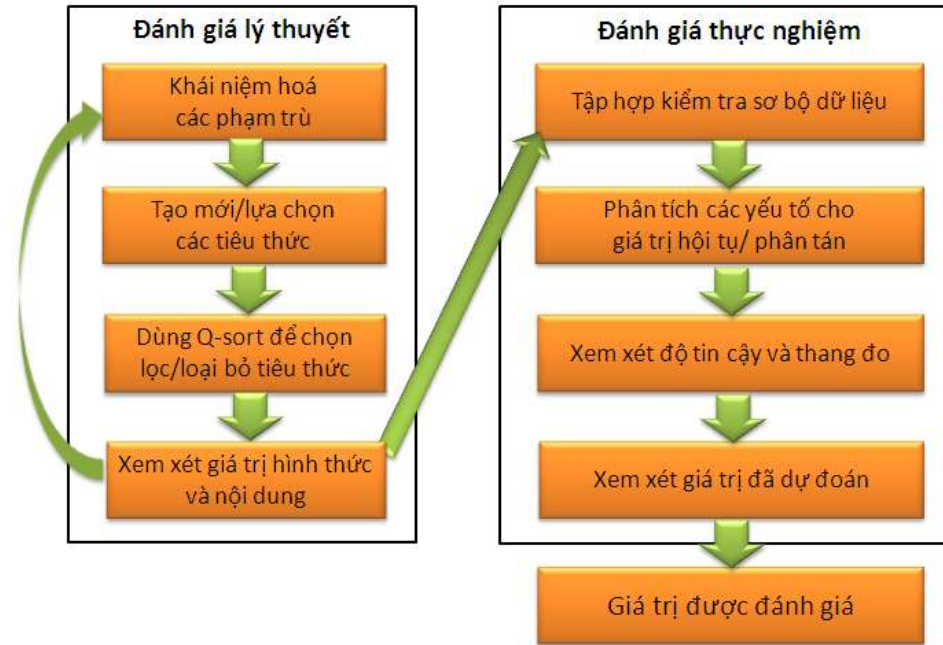 Đánh giá lý thuyết
Khái niệm hoá
các phạm trù
Tạo mới/lựa chọn
các tiêu thức
Dùng Q-sort để chọn
lọc/loại bỏ tiêu thức
Xem xét giá trị hình thức
và nội dung
Đánh giá thực nghiệm
Tập hợp kiểm tra sơ bộ dữ liệu
Phân tích các yếu tố cho
giá trị hội tụ/ phân tán
Xem xét độ tin cậy và thang đo
Xem xét giá trị đã dự đoán
Giá trị được đánh giá